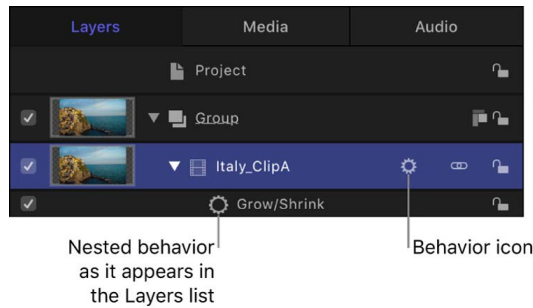 Layers Media Audio
Project
Group
Italy_ClipA
Grow/Shrink
Nested behavior
as it appears in
the Layers list
Behavior icon